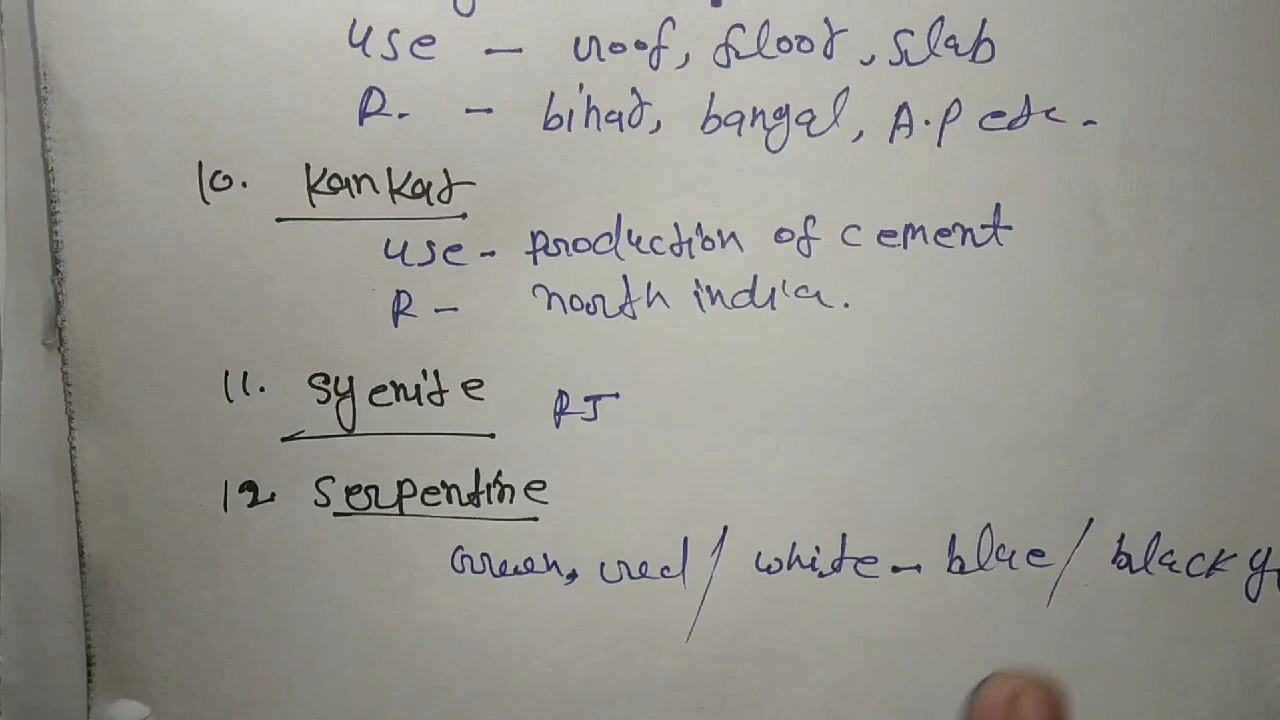 use - roof, floor, slab
R. - bihar, bangal, A.P etc.
10. Kankar
use - production of cement
R - north india.
11. Syenite RJ
12 Serpentine
Green, red / white - blue / black